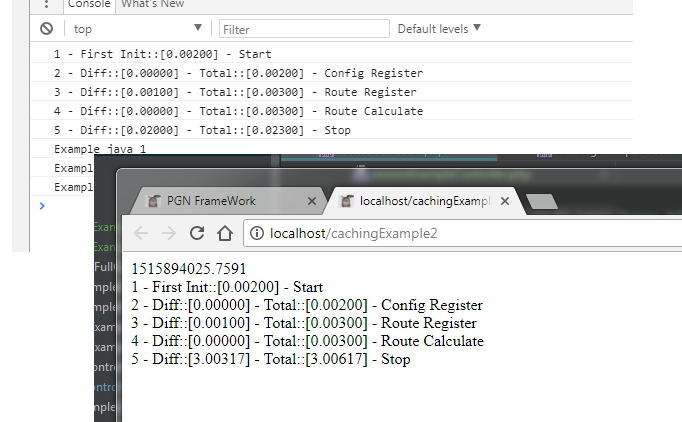 Console What's New
top Filter Default levels
1 - First Init::[0.00200] - Start
2 - Diff::[0.00000] - Total::[0.00200] - Config Register
3 - Diff::[0.00100] - Total::[0.00300] - Route Register
4 - Diff::[0.00000] - Total::[0.00300] - Route Calculate
5 - Diff::[0.02000] - Total::[0.02300] - Stop
Example java 1
Exampl
Exampl
PGN FrameWork
localhost/cachingExampl
localhost/cachingExample2
1515894025.7591
1 - First Init::[0.00200] - Start
2 - Diff::[0.00000] - Total::[0.00200] - Config Register
3 - Diff::[0.00100] - Total::[0.00300] - Route Register
4 - Diff::[0.00000] - Total::[0.00300] - Route Calculate
5 - Diff::[3.00317] - Total::[3.00617] - Stop